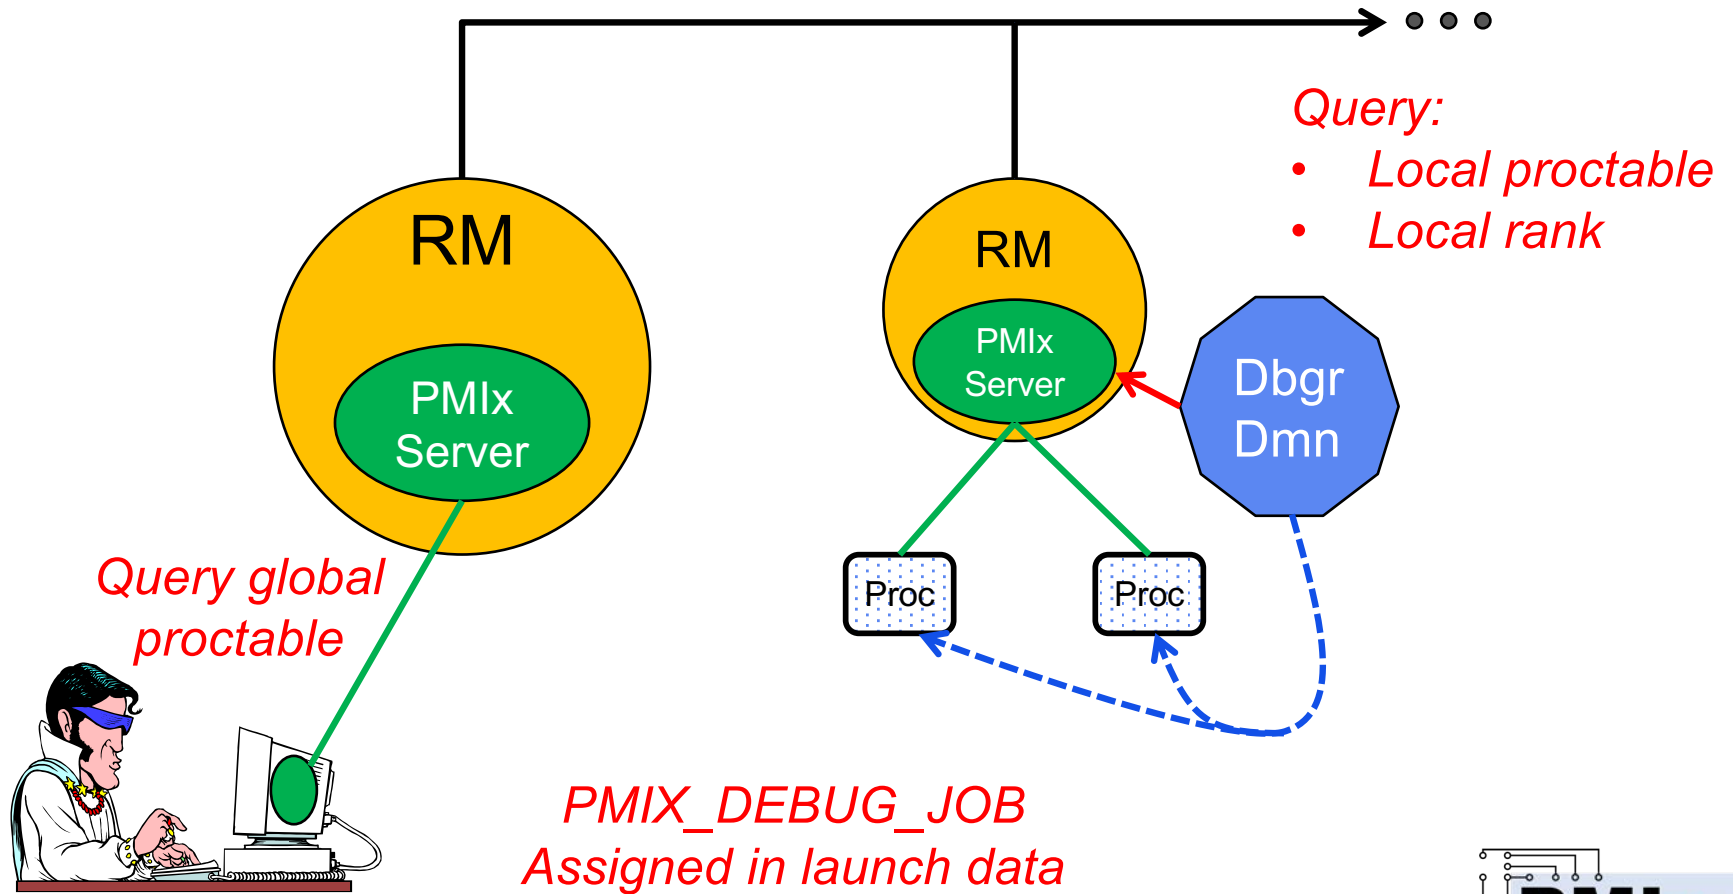 Query:
• Local proctable
• Local rank
RM
PMIx
Server
RM
PMIx
Server
Dbgr
Dmn
Query global
proctable
Proc
Proc
PMIX_DEBUG_JOB
Assigned in launch data